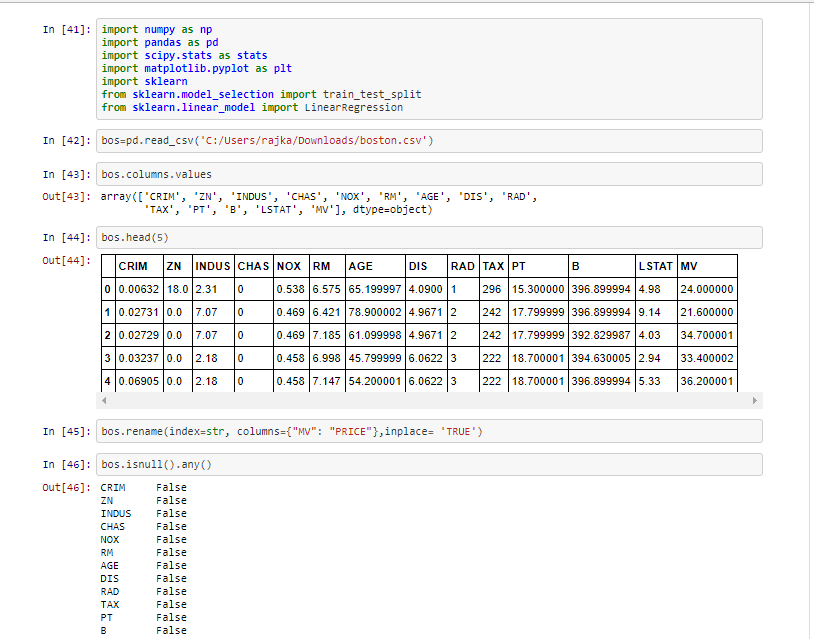 In [41]: import numpy as np
import pandas as pd
import scipy.stats as stats
import matplotlib.pyplot as plt
import sklearn
from sklearn.model_selection import train_test_split
from sklearn.linear_model import LinearRegression
In [42]: bos=pd.read_csv('C:/Users/rajka/Downloads/boston.csv')
In [43]: bos.columns.values
Out[43]: array(['CRIM', 'ZN', 'INDUS', 'CHAS', 'NOX', 'RM', 'AGE', 'DIS', 'RAD',
'TAX', 'PT', 'B', 'LSTAT', 'MV'], dtype=object)
In [44]: bos.head(5)
Out[44]:
CRIM ZN INDUS CHAS NOX RM AGE DIS RAD TAX PT B LSTAT MV
0 0.00632 18.0 2.31 0 0.538 6.575 65.199997 4.0900 1 296 15.300000 396.899994 4.98 24.000000
1 0.02731 0.0 7.07 0 0.469 6.421 78.900002 4.9671 2 242 17.799999 396.899994 9.14 21.600000
2 0.02729 0.0 7.07 0 0.469 7.185 61.099998 4.9671 2 242 17.799999 392.829987 4.03 34.700001
3 0.03237 0.0 2.18 0 0.458 6.998 45.799999 6.0622 3 222 18.700001 394.630005 2.94 33.400002
4 0.06905 0.0 2.18 0 0.458 7.147 54.200001 6.0622 3 222 18.700001 396.899994 5.33 36.200001
In [45]: bos.rename(index=str, columns={"MV": "PRICE"},inplace= 'TRUE')
In [46]: bos.isnull().any()
Out[46]: CRIM False
ZN False
INDUS False
CHAS False
NOX False
RM False
AGE False
DIS False
RAD False
TAX False
PT False
B False